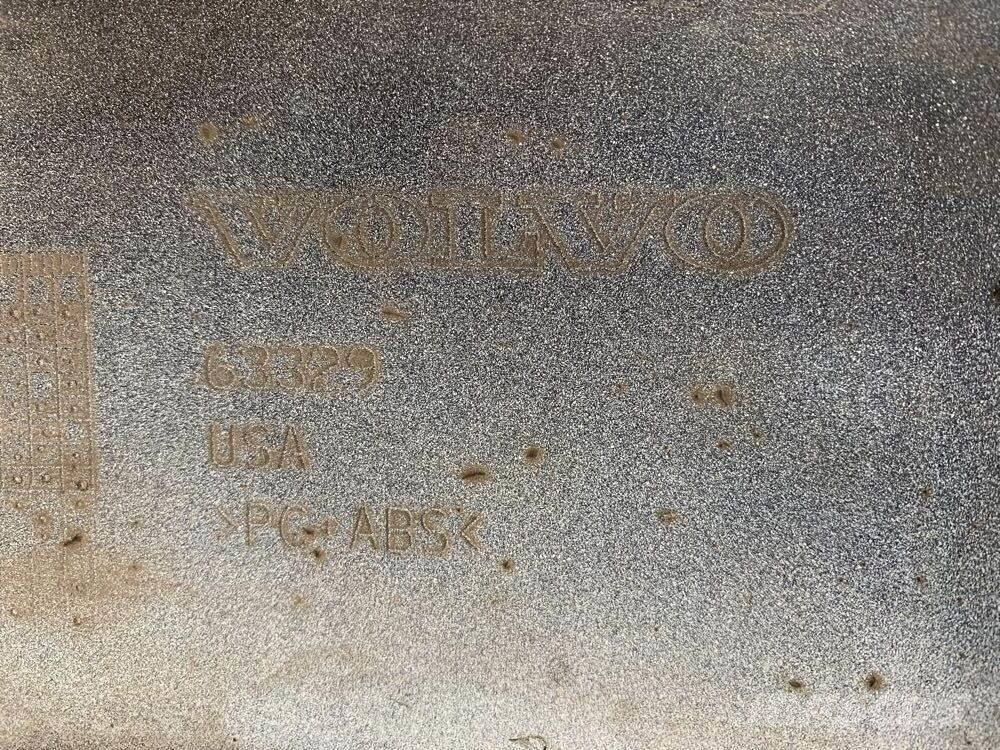 VOLVO
63329
USA
>PC+ABS<